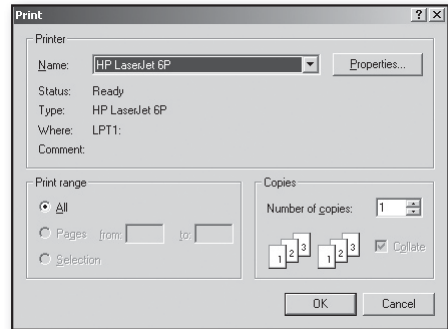 Print
Printer
Name: HP LaserJet 6P Properties...
Status: Ready
Type: HP LaserJet 6P
Where: LPT1:
Comment:
Print range
All
Pages from: to:
Selection
Copies
Number of copies: 1
1 2 3 1 2 3 Collate
OK Cancel